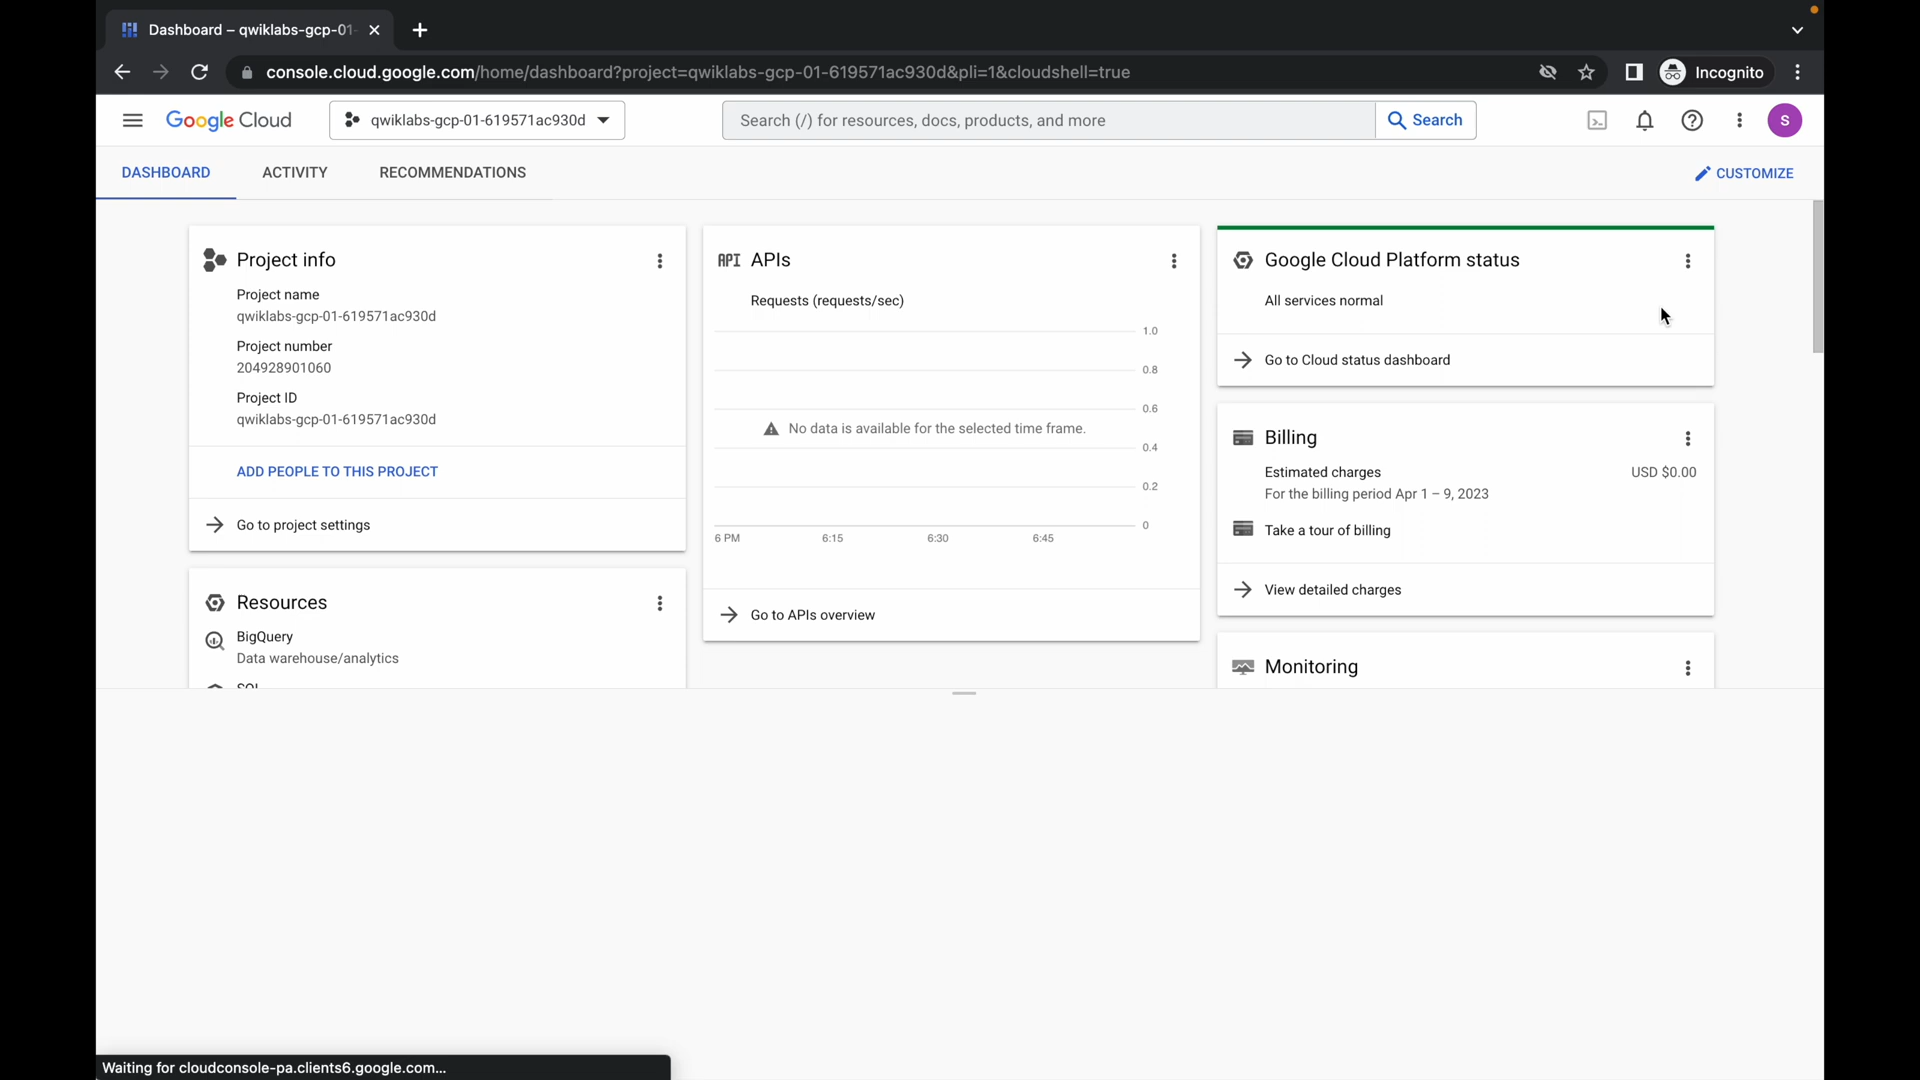 Dashboard – qwiklabs-gcp-01-
console.cloud.google.com/home/dashboard?project=qwiklabs-gcp-01-619571ac930d&pli=1&cloudshell=true
Incognito
Google Cloud
qwiklabs-gcp-01-619571ac930d
Search (/) for resources, docs, products, and more
Search
S
DASHBOARD
ACTIVITY
RECOMMENDATIONS
CUSTOMIZE
Project info
Project name
qwiklabs-gcp-01-619571ac930d
Project number
204928901060
Project ID
qwiklabs-gcp-01-619571ac930d
ADD PEOPLE TO THIS PROJECT
Go to project settings
Resources
BigQuery
Data warehouse/analytics
SQL
API APIs
Requests (requests/sec)
1.0
0.8
0.6
No data is available for the selected time frame.
0.4
0.2
0
6 PM
6:15
6:30
6:45
Go to APIs overview
Google Cloud Platform status
All services normal
Go to Cloud status dashboard
Billing
Estimated charges
USD $0.00
For the billing period Apr 1 – 9, 2023
Take a tour of billing
View detailed charges
Monitoring
Waiting for cloudconsole-pa.clients6.google.com...